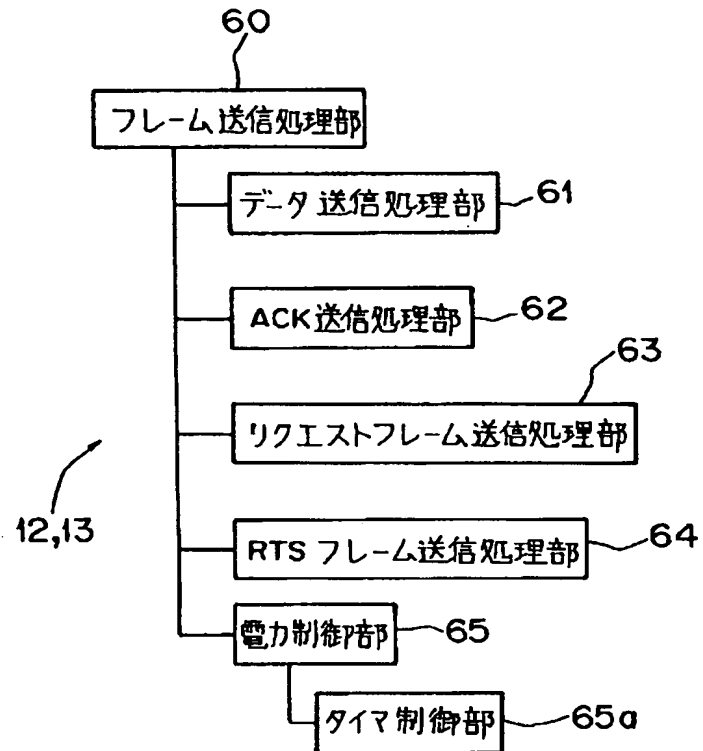 60
フレーム送信処理部
データ送信処理部 61
ACK送信処理部 62
63
リクエストフレーム送信処理部
12,13
RTSフレーム送信処理部 64
電力制御部 65
タイマ制御部 65a